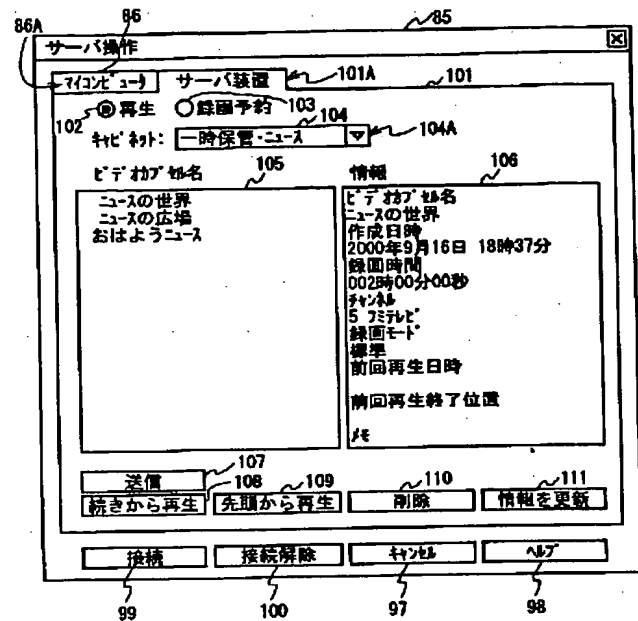 86A
86
85
サーバ操作
マイコンピュータ
サーバ装置
101A
101
102
再生
録画予約
103
104
キャビネット:
一時保管・ニュース
104A
ビデオカプセル名
105
情報
106
ニュースの世界
ニュースの広場
おはようニュース
ビデオカプセル名
ニュースの世界
作成日時
2000年9月16日 18時37分
録画時間
002時00分00秒
チャンネル
5 フミテレビ
録画モード
標準
前回再生日時
前回再生終了位置
メモ
送信
107
続きから再生
108
先頭から再生
109
削除
110
情報を更新
111
接続
接続解除
キャンセル
ヘルプ
99
100
97
98